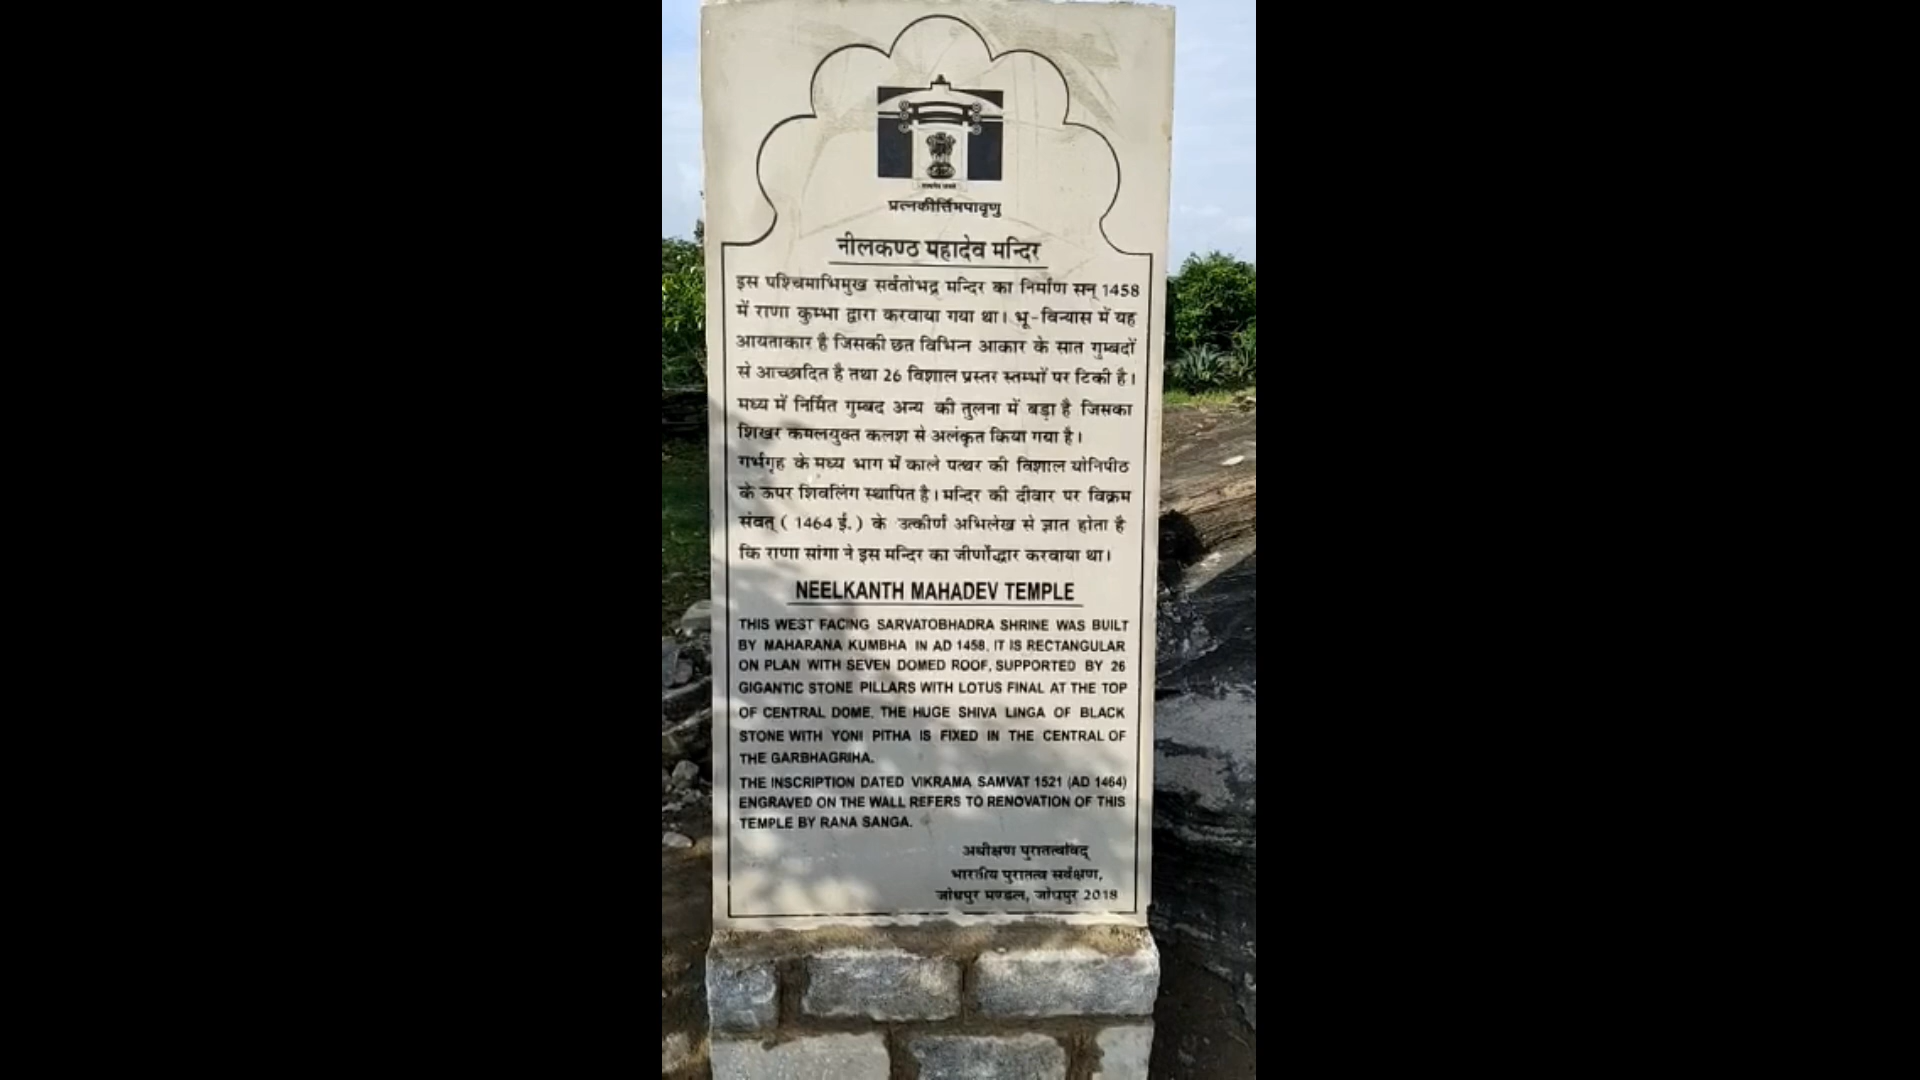 प्रत्नकीर्त्तिमपावृणु
नीलकण्ठ महादेव मन्दिर
इस पश्चिमाभिमुख सर्वतोभद्र मन्दिर का निर्माण सन् 1458
में राणा कुम्भा द्वारा करवाया गया था। भू-विन्यास में यह
आयताकार है जिसकी छत विभिन्न आकार के सात गुम्बदों
से आच्छादित है तथा 26 विशाल प्रस्तर स्तम्भों पर टिकी है।
मध्य में निर्मित गुम्बद अन्य की तुलना में बड़ा है जिसका
शिखर कमलयुक्त कलश से अलंकृत किया गया है।
गर्भगृह के मध्य भाग में काले पत्थर की विशाल योनिपीठ
के ऊपर शिवलिंग स्थापित है। मन्दिर की दीवार पर विक्रम
संवत् ( 1464 ई. ) के उत्कीर्ण अभिलेख से ज्ञात होता है
कि राणा सांगा ने इस मन्दिर का जीर्णोद्धार करवाया था।
NEELKANTH MAHADEV TEMPLE
THIS WEST FACING SARVATOBHADRA SHRINE WAS BUILT
BY MAHARANA KUMBHA IN AD 1458. IT IS RECTANGULAR
ON PLAN WITH SEVEN DOMED ROOF, SUPPORTED BY 26
GIGANTIC STONE PILLARS WITH LOTUS FINAL AT THE TOP
OF CENTRAL DOME. THE HUGE SHIVA LINGA OF BLACK
STONE WITH YONI PITHA IS FIXED IN THE CENTRAL OF
THE GARBHAGRIHA.
THE INSCRIPTION DATED VIKRAMA SAMVAT 1521 (AD 1464)
ENGRAVED ON THE WALL REFERS TO RENOVATION OF THIS
TEMPLE BY RANA SANGA.
अधीक्षण पुरातत्वविद्
भारतीय पुरातत्व सर्वेक्षण,
जोधपुर मण्डल, जोधपुर 2018